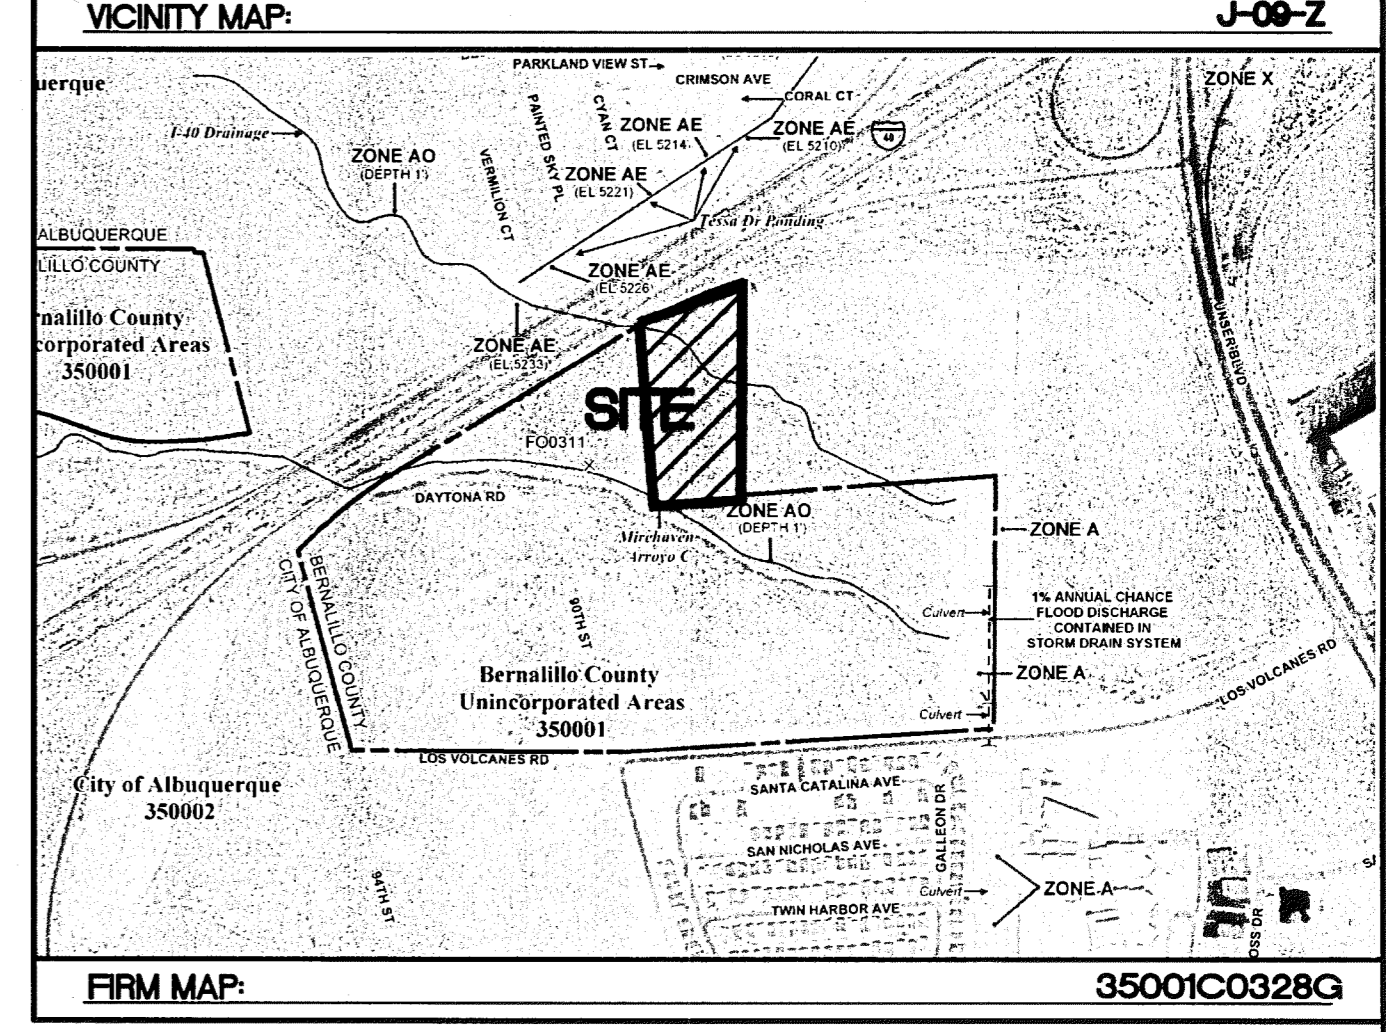 VICINITY MAP:
J-09-Z
uerque
PARKLAND VIEW ST
CRIMSON AVE
CORAL CT
ZONE X
I-40 Drainage
PAINTED SKY PL
CYAN CT
VERMILION CT
ZONE AE
(EL 5214)
ZONE AE
(EL 5210)
40
ZONE AO
(DEPTH 1')
ZONE AE
(EL 5221)
Tessa Dr Ponding
ALBUQUERQUE
LILLO COUNTY
ZONE AE
(EL 5226
rnalillo County
corporated Areas
350001
ZONE AE
(EL 5233)
UNSER BLVD
SITE
FO0311
DAYTONA RD
ZONE AO
(DEPTH 1')
Mirehaven
Arroyo C
ZONE A
BERNALILLO COUNTY
CITY OF ALBUQUERQUE
90TH ST
Culvert
1% ANNUAL CHANCE
FLOOD DISCHARGE
CONTAINED IN
STORM DRAIN SYSTEM
Bernalillo County
Unincorporated Areas
350001
ZONE A
LOS VOLCANES RD
Culvert
LOS VOLCANES RD
City of Albuquerque
350002
SANTA CATALINA AVE
GALLEON DR
SAN NICHOLAS AVE
94TH ST
Culvert
ZONE A
TWIN HARBOR AVE
OSS DR
FIRM MAP:
35001C0328G